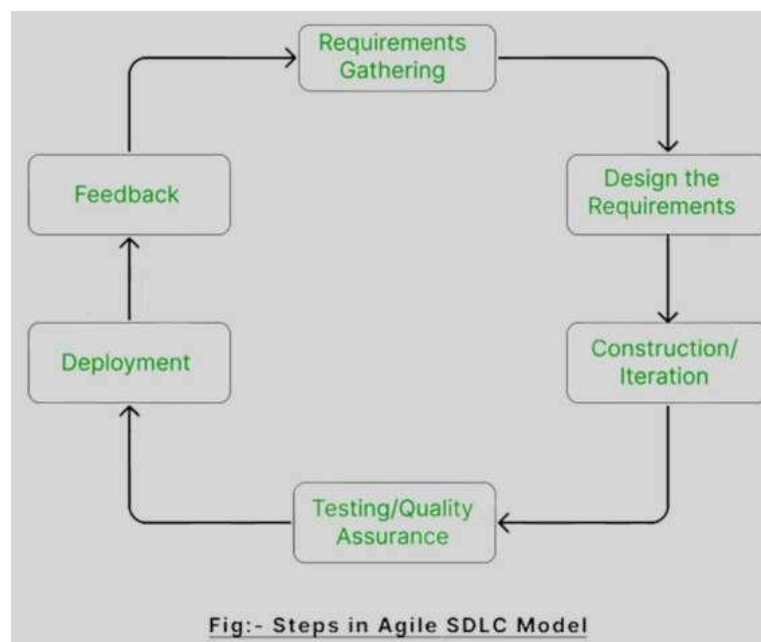 Requirements
Gathering
Feedback
Design the
Requirements
Deployment
Construction/
Iteration
Testing/Quality
Assurance
Fig:- Steps in Agile SDLC Model